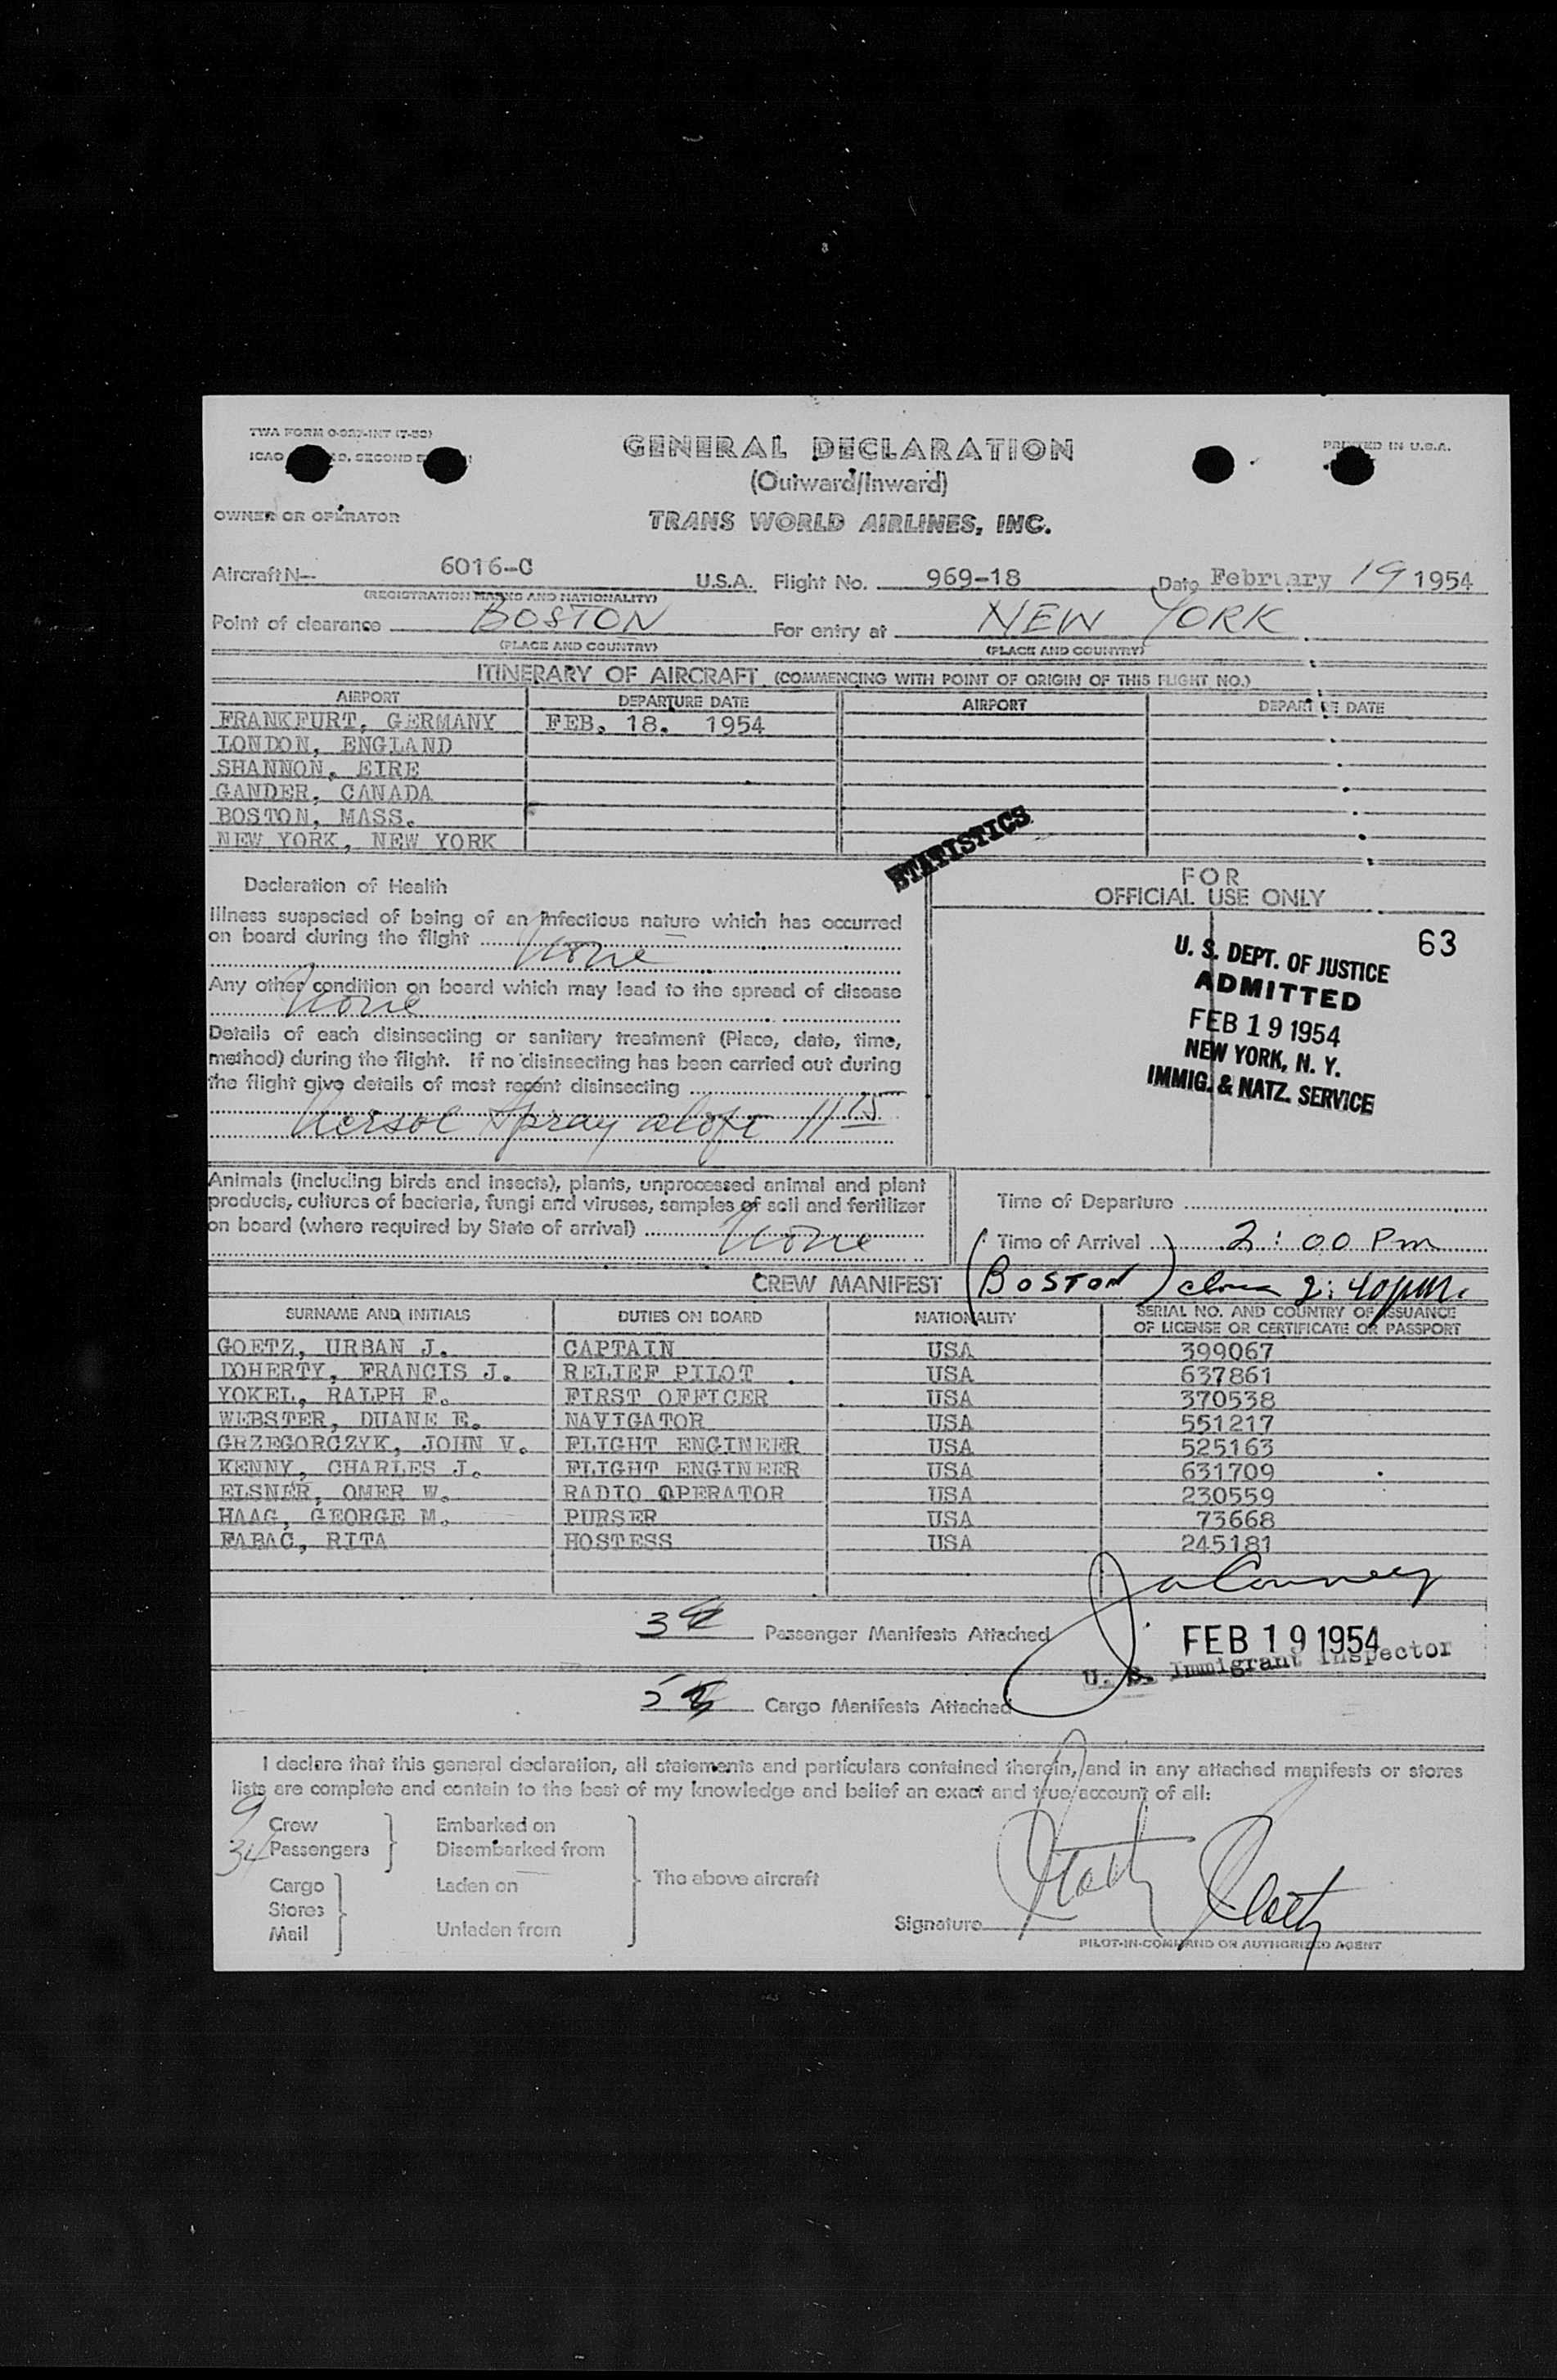 TWA FORM O-927-INT (7-52)
PRINTED IN U.S.A.
ICAO SECOND
GENERAL DECLARATION
(Outward/Inward)
OWNER OR OPERATOR
TRANS WORLD AIRLINES, INC.
Aircraft N— 6016-C U.S.A. Flight No. 969-18 Date February 19 1954
(REGISTRATION MARKS AND NATIONALITY)
Point of clearance BOSTON For entry at NEW YORK
(PLACE AND COUNTRY) (PLACE AND COUNTRY)
ITINERARY OF AIRCRAFT (COMMENCING WITH POINT OF ORIGIN OF THIS FLIGHT NO.)
AIRPORT DEPARTURE DATE AIRPORT DEPARTURE DATE
FRANKFURT, GERMANY FEB. 18. 1954
LONDON, ENGLAND
SHANNON, EIRE
GANDER, CANADA
BOSTON, MASS.
NEW YORK, NEW YORK
STATISTICS
Declaration of Health
Illness suspected of being of an infectious nature which has occurred
on board during the flight
None
Any other condition on board which may lead to the spread of disease
None
Details of each disinsecting or sanitary treatment (Place, date, time,
method) during the flight. If no disinsecting has been carried out during
the flight give details of most recent disinsecting
Aersol Spray 1115
FOR
OFFICIAL USE ONLY
63
U. S. DEPT. OF JUSTICE
ADMITTED
FEB 19 1954
NEW YORK, N. Y.
IMMIG. & NATZ. SERVICE
Animals (including birds and insects), plants, unprocessed animal and plant
products, cultures of bacteria, fungi and viruses, samples of soil and fertilizer
on board (where required by State of arrival)
None
Time of Departure
(Time of Arrival) 2:00 Pm
(BOSTON) 2:40pm.
CREW MANIFEST
SURNAME AND INITIALS DUTIES ON BOARD NATIONALITY SERIAL NO. AND COUNTRY OF ISSUANCE
OF LICENSE OR CERTIFICATE OR PASSPORT
GOETZ, URBAN J. CAPTAIN USA 399067
DOHERTY, FRANCIS J. RELIEF PILOT USA 637861
YOKEL, RALPH F. FIRST OFFICER USA 370538
WEBSTER, DUANE E. NAVIGATOR USA 551217
GRZEGORCZYK, JOHN V. FLIGHT ENGINEER USA 525163
KENNY, CHARLES J. FLIGHT ENGINEER USA 631709
ELSNER, OMER W. RADIO OPERATOR USA 230559
HAAG, GEORGE M. PURSER USA 73668
FABAC, RITA HOSTESS USA 245181
3 Passenger Manifests Attached
FEB 19 1954
U. S. Immigrant Inspector
5 Cargo Manifests Attached
I declare that this general declaration, all statements and particulars contained therein, and in any attached manifests or stores
lists are complete and contain to the best of my knowledge and belief an exact and true account of all:
9 Crew Embarked on
34 Passengers Disembarked from
The above aircraft
Cargo Laden on
Stores
Mail Unladen from
Signature
PILOT-IN-COMMAND OR AUTHORIZED AGENT